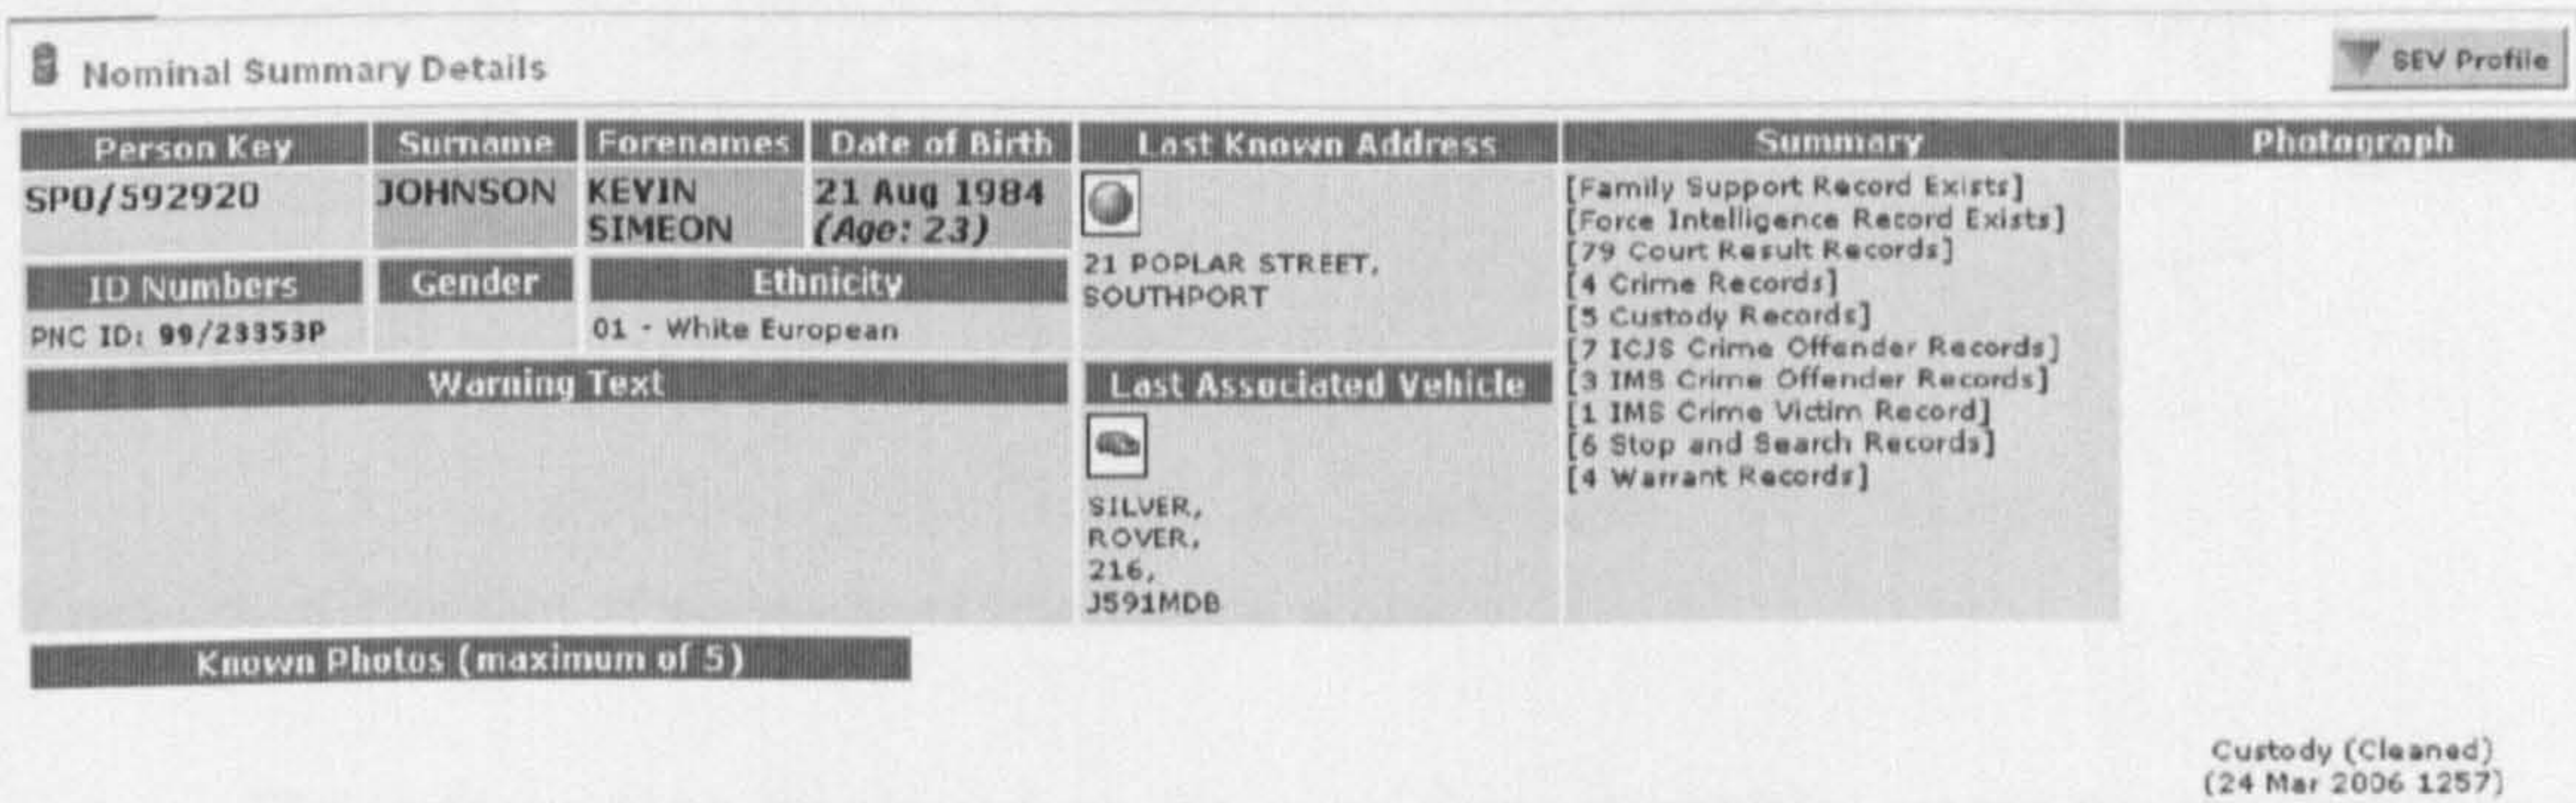 Nominal Summary Details
SEV Profile
Person Key
SPO/592920
Surname
JOHNSON
Forenames
KEVIN
SIMEON
Date of Birth
21 Aug 1984
(Age: 23)
ID Numbers
PNC ID: 99/23353P
Gender
Ethnicity
01 - White European
Warning Text
Last Known Address
21 POPLAR STREET,
SOUTHPORT
Last Associated Vehicle
SILVER,
ROVER,
216,
J591MDB
Summary
[Family Support Record Exists]
[Force Intelligence Record Exists]
[79 Court Result Records]
[4 Crime Records]
[5 Custody Records]
[7 ICJS Crime Offender Records]
[3 IMS Crime Offender Records]
[1 IMS Crime Victim Record]
[6 Stop and Search Records]
[4 Warrant Records]
Photograph
Known Photos (maximum of 5)
Custody (Cleaned)
(24 Mar 2006 1257)